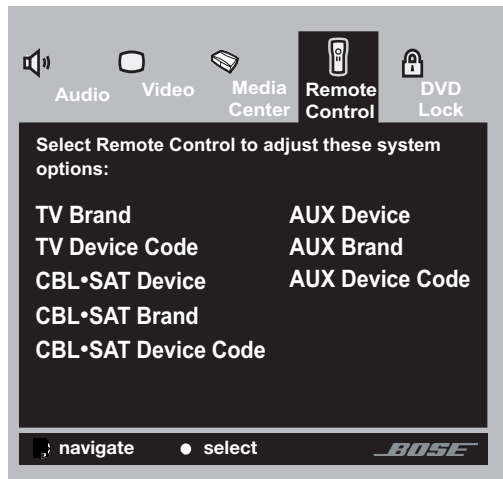 Audio
Video
Media
Center
Remote
Control
DVD
Lock
Select Remote Control to adjust these system
options:
TV Brand
TV Device Code
CBL•SAT Device
CBL•SAT Brand
CBL•SAT Device Code
AUX Device
AUX Brand
AUX Device Code
navigate
select
BOSE